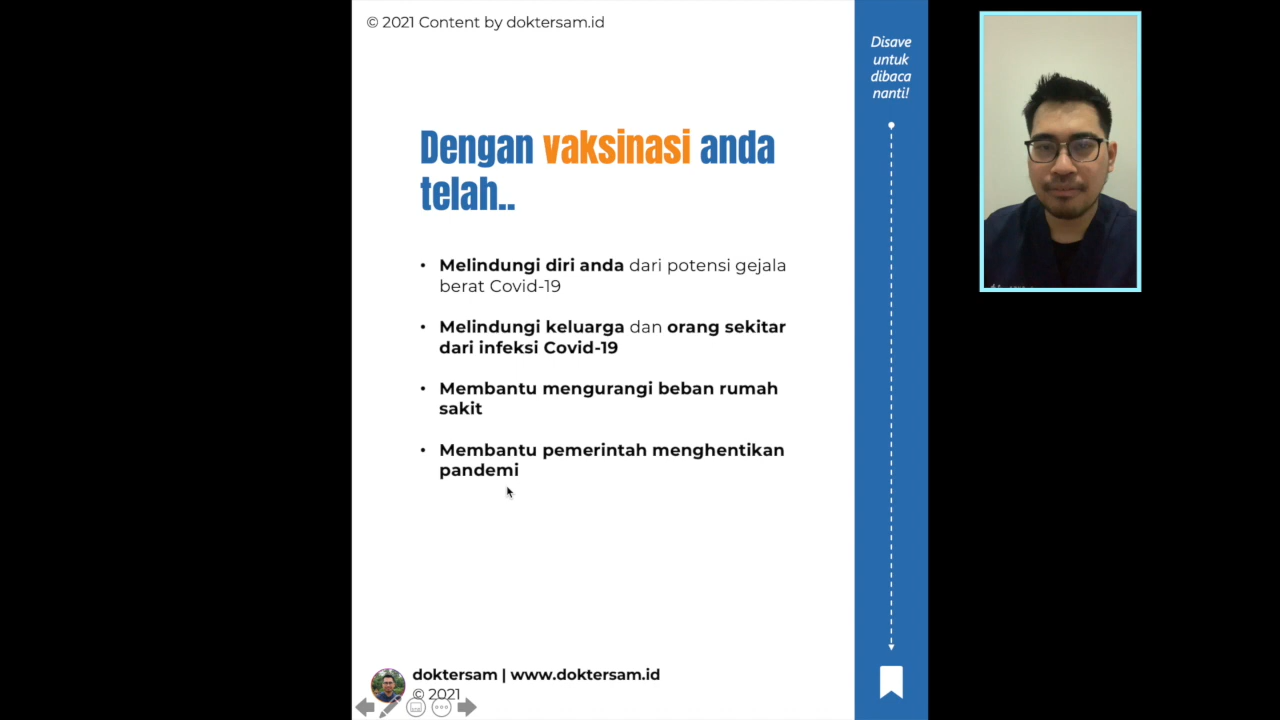 © 2021 Content by doktersam.id
Disave
untuk
dibaca
nanti!
Dengan vaksinasi anda
telah..
• Melindungi diri anda dari potensi gejala
berat Covid-19
• Melindungi keluarga dan orang sekitar
dari infeksi Covid-19
• Membantu mengurangi beban rumah
sakit
• Membantu pemerintah menghentikan
pandemi
doktersam | www.doktersam.id
© 2021